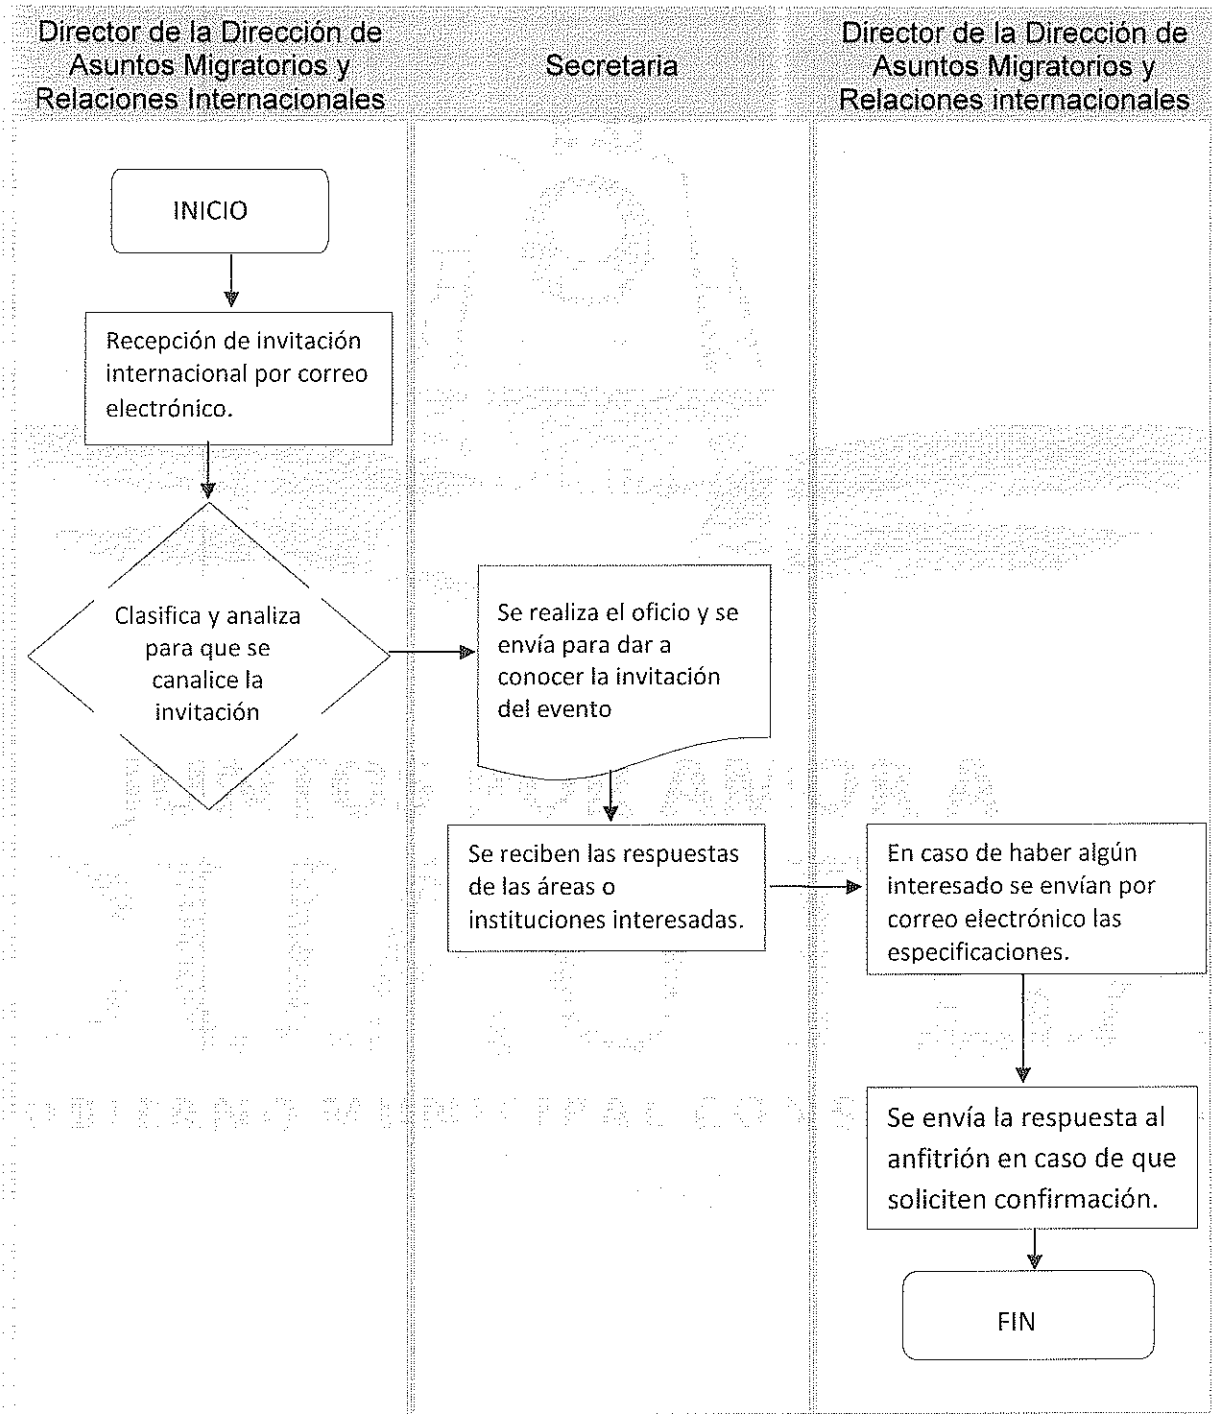 Director de la Dirección de
Asuntos Migratorios y
Relaciones Internacionales
Secretaria
Director de la Dirección de
Asuntos Migratorios y
Relaciones internacionales
INICIO
Recepción de invitación
internacional por correo
electrónico.
Clasifica y analiza
para que se
canalice la
invitación
Se realiza el oficio y se
envía para dar a
conocer la invitación
del evento
Se reciben las respuestas
de las áreas o
instituciones interesadas.
En caso de haber algún
interesado se envían por
correo electrónico las
especificaciones.
Se envía la respuesta al
anfitrión en caso de que
soliciten confirmación.
FIN
JUNTOS POR AMOR A